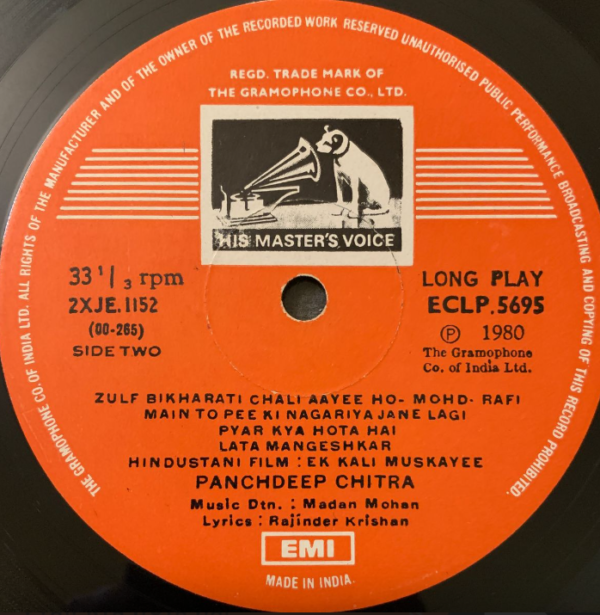 THE GRAMOPHONE CO. OF INDIA LTD. ALL RIGHTS OF THE MANUFACTURER AND OF THE OWNER OF THE RECORDED WORK RESERVED UNAUTHORISED PUBLIC PERFORMANCE BROADCASTING AND COPYING OF THIS RECORD PROHIBITED.
REGD. TRADE MARK OF
THE GRAMOPHONE CO., LTD.
HIS MASTER'S VOICE
33 1/3 rpm
2XJE.1152
(00-265)
SIDE TWO
LONG PLAY
ECLP.5695
Ⓟ 1980
The Gramophone
Co. of India Ltd.
ZULF BIKHARATI CHALI AAYEE HO- MOHD. RAFI
MAIN TO PEE KI NAGARIYA JANE LAGI
PYAR KYA HOTA HAI
LATA MANGESHKAR
HINDUSTANI FILM : EK KALI MUSKAYEE
PANCHDEEP CHITRA
Music Dtn. : Madan Mohan
Lyrics : Rajinder Krishan
EMI
MADE IN INDIA.